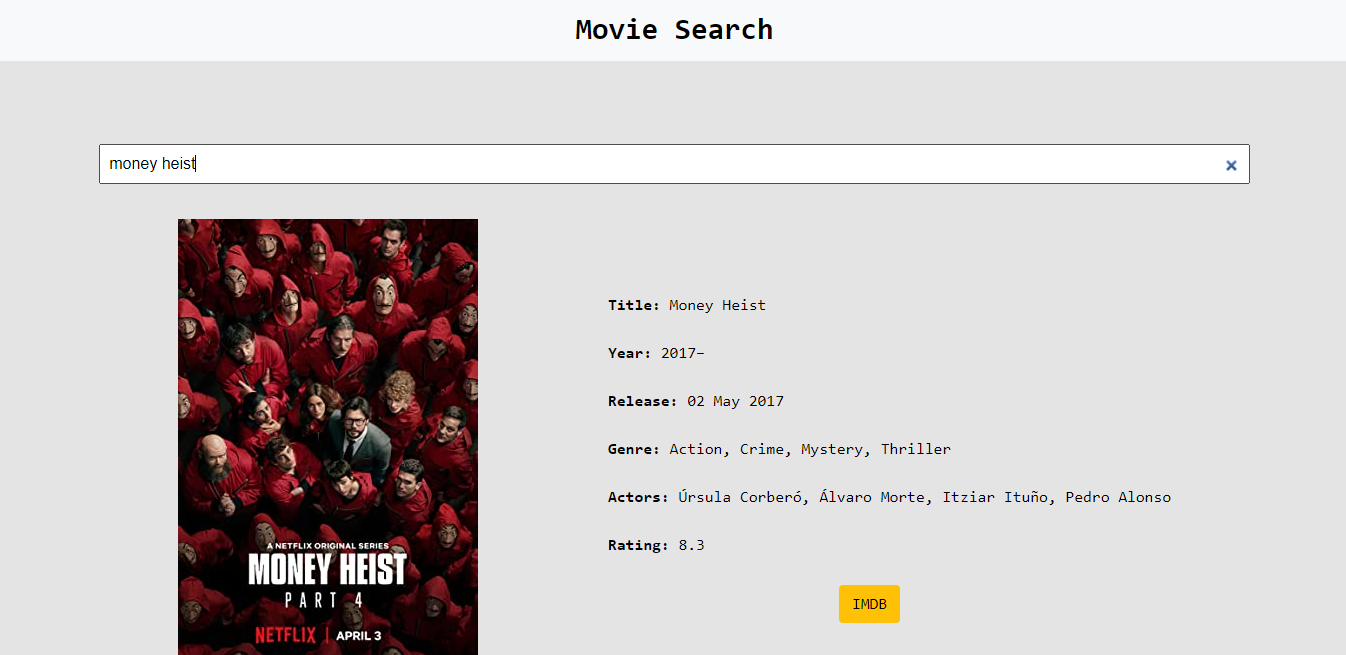 Movie Search
money heist
A NETFLIX ORIGINAL SERIES
MONEY HEIST
PART 4
NETFLIX | APRIL 3
Title: Money Heist
Year: 2017–
Release: 02 May 2017
Genre: Action, Crime, Mystery, Thriller
Actors: Úrsula Corberó, Álvaro Morte, Itziar Ituño, Pedro Alonso
Rating: 8.3
IMDB